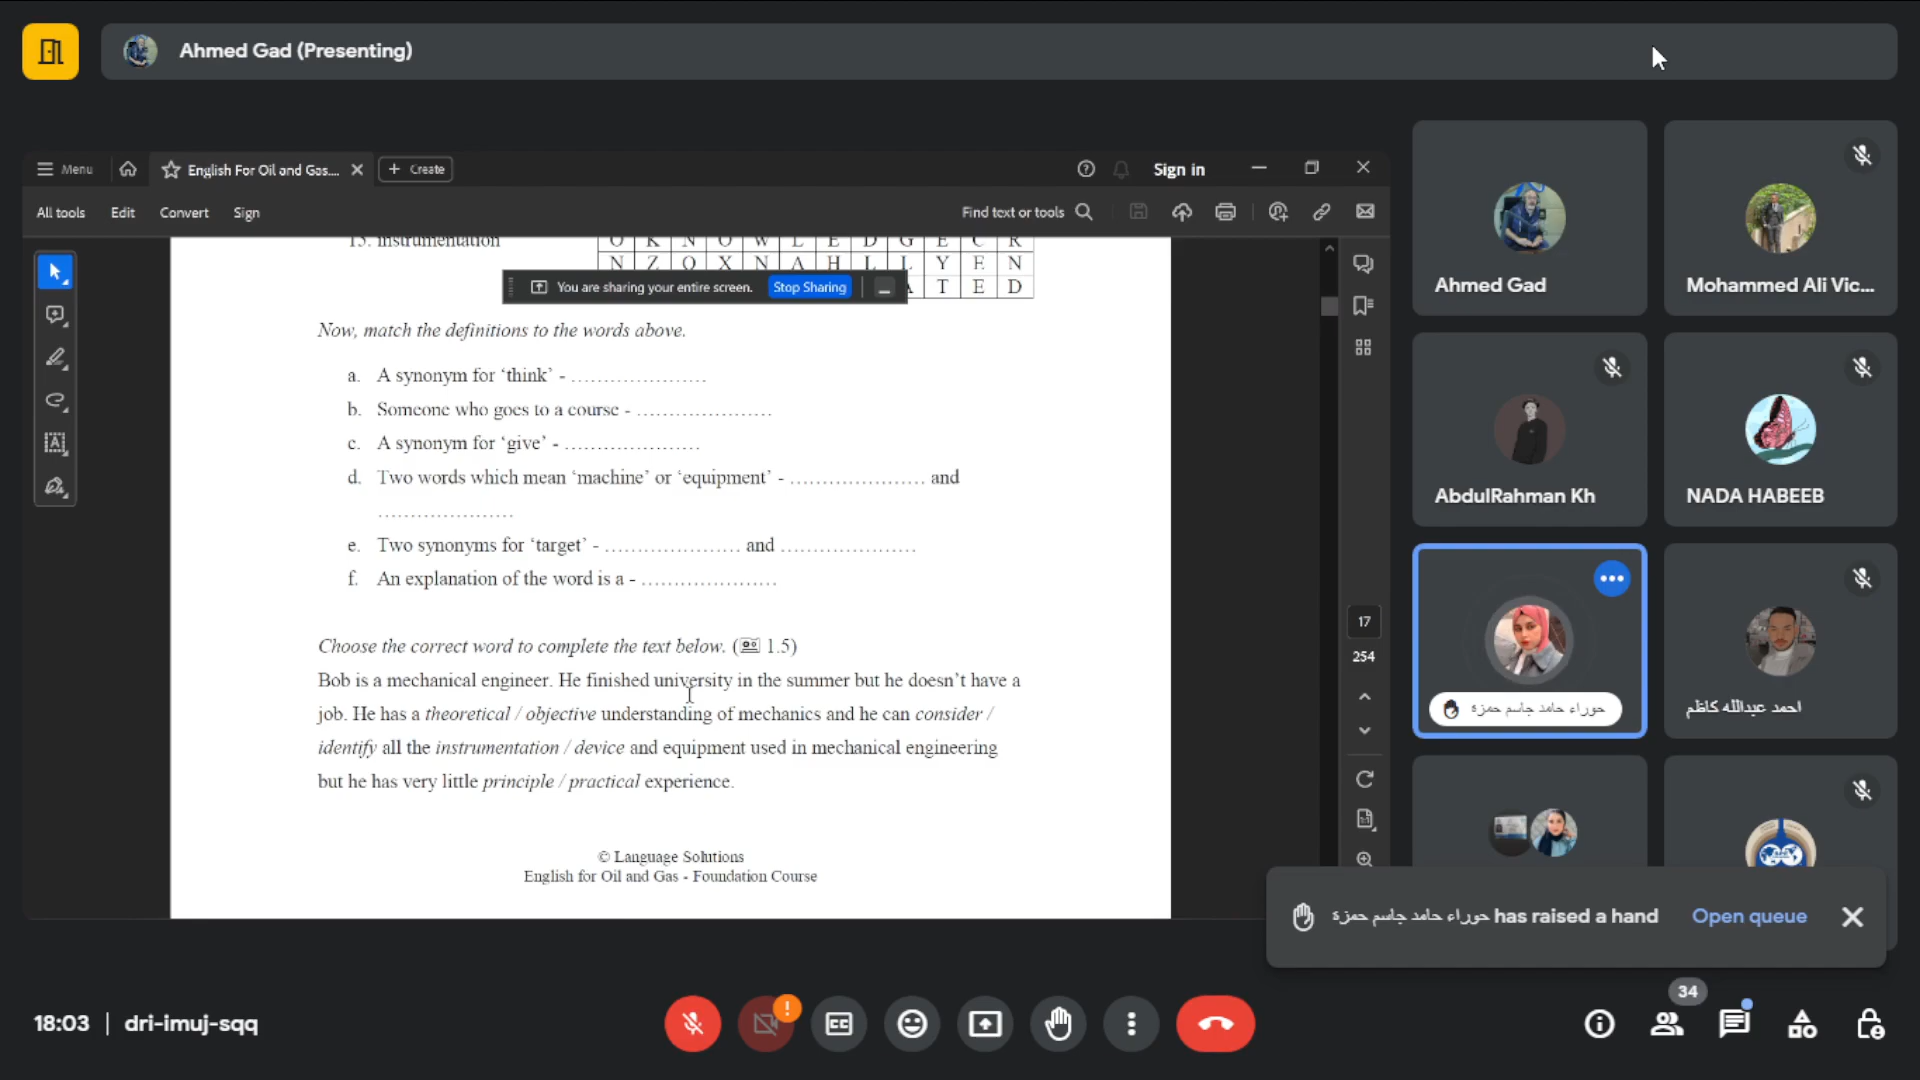 Ahmed Gad (Presenting)
Menu
English For Oil and Gas....
Create
Sign in
All tools
Edit
Convert
Sign
Find text or tools
15. instrumentation
O K N O W L E D G E C R
N Z Q X N A H L L Y E N
T E D
You are sharing your entire screen.
Stop Sharing
Now, match the definitions to the words above.
a. A synonym for ‘think’ - .....................
b. Someone who goes to a course - .....................
c. A synonym for ‘give’ - .....................
d. Two words which mean ‘machine’ or ‘equipment’ - ..................... and
.....................
e. Two synonyms for ‘target’ - ..................... and .....................
f. An explanation of the word is a - .....................
Choose the correct word to complete the text below. ( 1.5)
Bob is a mechanical engineer. He finished university in the summer but he doesn’t have a
job. He has a theoretical / objective understanding of mechanics and he can consider /
identify all the instrumentation / device and equipment used in mechanical engineering
but he has very little principle / practical experience.
© Language Solutions
English for Oil and Gas - Foundation Course
17
254
Ahmed Gad
Mohammed Ali Vic...
AbdulRahman Kh
NADA HABEEB
حوراء حامد جاسم حمزة
احمد عبدالله كاظم
حوراء حامد جاسم حمزة has raised a hand
Open queue
34
18:03 | dri-imuj-sqq